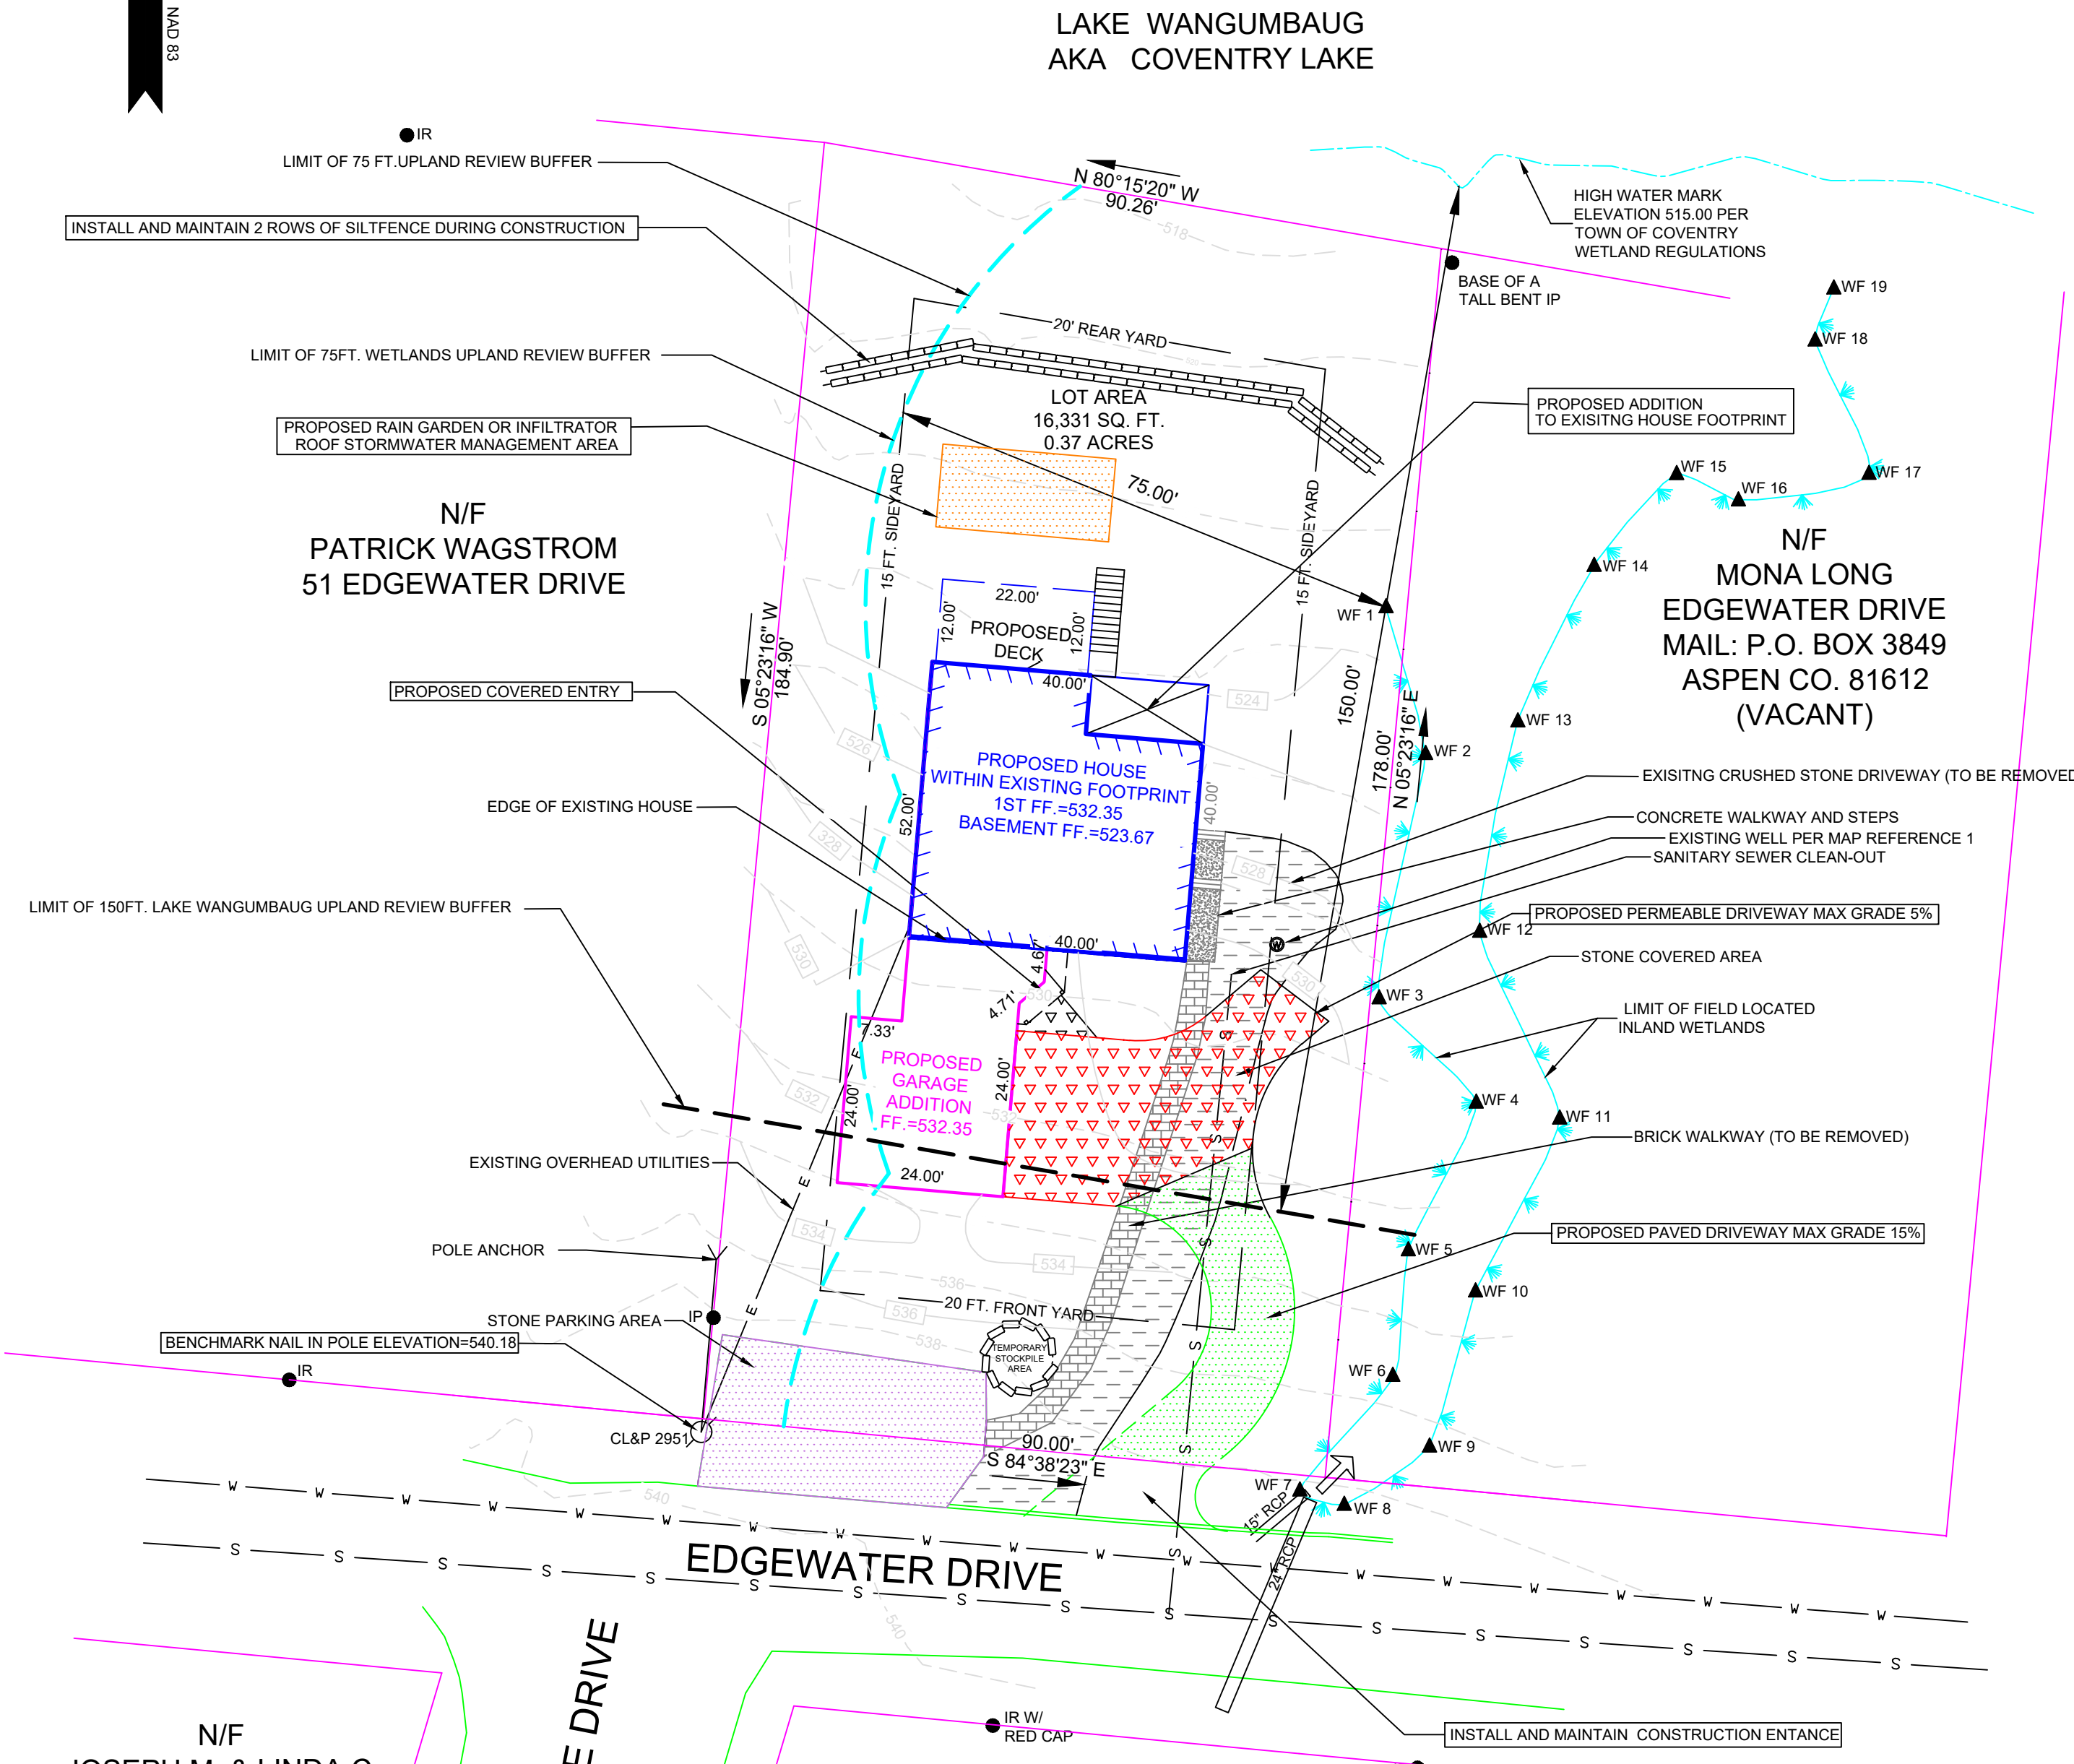 NAD 83
LAKE WANGUMBAUG
AKA COVENTRY LAKE
IR
LIMIT OF 75 FT.UPLAND REVIEW BUFFER
N 80°15'20" W
90.26'
HIGH WATER MARK
ELEVATION 515.00 PER
TOWN OF COVENTRY
WETLAND REGULATIONS
INSTALL AND MAINTAIN 2 ROWS OF SILTFENCE DURING CONSTRUCTION
518
BASE OF A
TALL BENT IP
WF 19
WF 18
20' REAR YARD
LIMIT OF 75FT. WETLANDS UPLAND REVIEW BUFFER
LOT AREA
16,331 SQ. FT.
0.37 ACRES
PROPOSED ADDITION
TO EXISITNG HOUSE FOOTPRINT
PROPOSED RAIN GARDEN OR INFILTRATOR
ROOF STORMWATER MANAGEMENT AREA
WF 15
WF 16
WF 17
75.00'
15 FT. SIDEYARD
15 FT. SIDEYARD
N/F
PATRICK WAGSTROM
51 EDGEWATER DRIVE
N/F
MONA LONG
EDGEWATER DRIVE
MAIL: P.O. BOX 3849
ASPEN CO. 81612
(VACANT)
WF 14
WF 1
22.00'
12.00'
12.00'
PROPOSED
DECK
S 05°23'16" W
184.90'
PROPOSED COVERED ENTRY
40.00'
524
150.00'
178.00'
N 05°23'16" E
WF 13
WF 2
526
PROPOSED HOUSE
WITHIN EXISTING FOOTPRINT
1ST FF.=532.35
BASEMENT FF.=523.67
EXISITNG CRUSHED STONE DRIVEWAY (TO BE REMOVED
EDGE OF EXISTING HOUSE
52.00'
40.00'
CONCRETE WALKWAY AND STEPS
EXISTING WELL PER MAP REFERENCE 1
SANITARY SEWER CLEAN-OUT
328
528
LIMIT OF 150FT. LAKE WANGUMBAUG UPLAND REVIEW BUFFER
PROPOSED PERMEABLE DRIVEWAY MAX GRADE 5%
WF 12
530
40.00'
4.67'
W
STONE COVERED AREA
530
530
WF 3
4.71'
LIMIT OF FIELD LOCATED
INLAND WETLANDS
7.33'
E
S
PROPOSED
GARAGE
ADDITION
FF.=532.35
24.00'
24.00'
532
532
WF 4
WF 11
S
BRICK WALKWAY (TO BE REMOVED)
EXISTING OVERHEAD UTILITIES
24.00'
E
534
PROPOSED PAVED DRIVEWAY MAX GRADE 15%
POLE ANCHOR
S
WF 5
534
536
WF 10
20 FT. FRONT YARD
536
E
IP
STONE PARKING AREA
538
BENCHMARK NAIL IN POLE ELEVATION=540.18
TEMPORARY
STOCKPILE
AREA
S
IR
WF 6
CL&P 2951
90.00'
S 84°38'23" E
S
WF 9
WF 7
WF 8
540
15" RCP
24" RCP
W W W W W W W W W W W W W W W W W W W W
S S S S S S S S S S S S S S S S S
S
EDGEWATER DRIVE
540
E DRIVE
N/F
JOSEPH M. & LINDA C.
IR W/
RED CAP
INSTALL AND MAINTAIN CONSTRUCTION ENTANCE